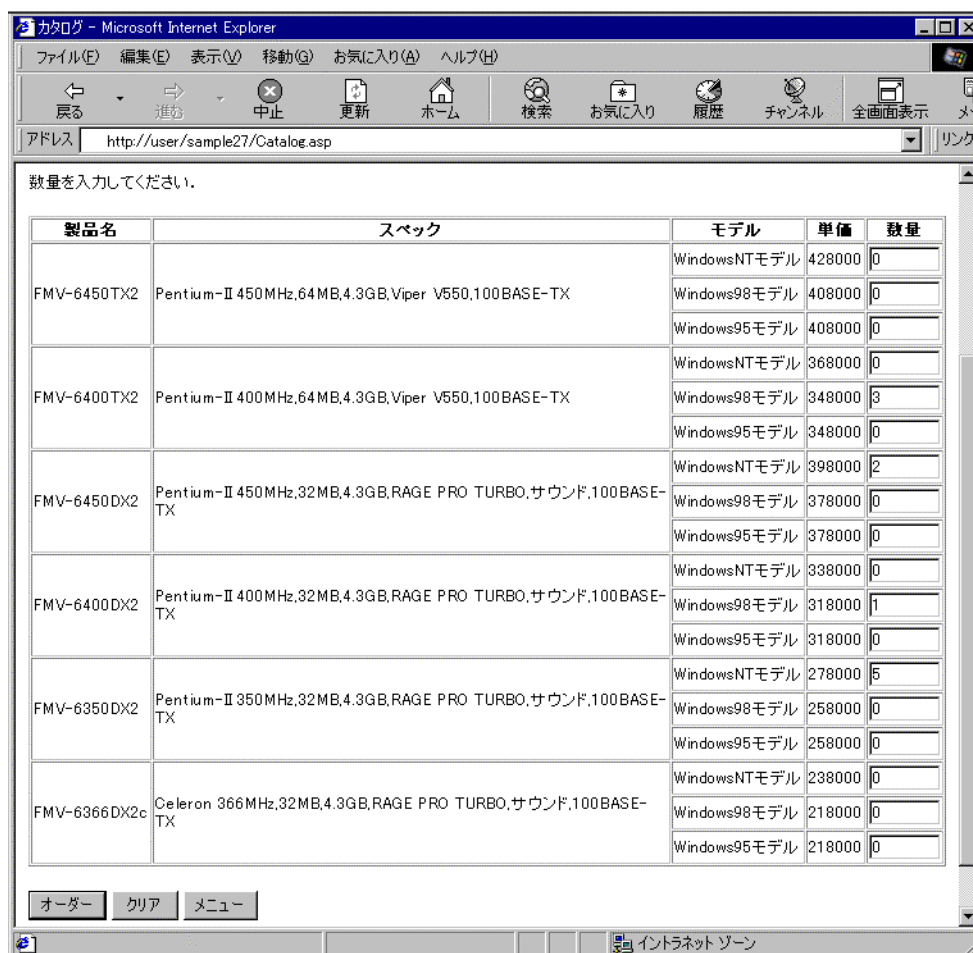 カタログ - Microsoft Internet Explorer
ファイル(F) 編集(E) 表示(V) 移動(G) お気に入り(A) ヘルプ(H)
戻る 進む 中止 更新 ホーム 検索 お気に入り 履歴 チャンネル 全画面表示
アドレス http://user/sample27/Catalog.asp リンク
数量を入力してください.
製品名 スペック モデル 単価 数量
FMV-6450TX2 Pentium-Ⅱ450MHz,64MB,4.3GB,Viper V550,100BASE-TX WindowsNTモデル 428000 0
Windows98モデル 408000 0
Windows95モデル 408000 0
FMV-6400TX2 Pentium-Ⅱ400MHz,64MB,4.3GB,Viper V550,100BASE-TX WindowsNTモデル 368000 0
Windows98モデル 348000 3
Windows95モデル 348000 0
FMV-6450DX2 Pentium-Ⅱ450MHz,32MB,4.3GB,RAGE PRO TURBO,サウンド,100BASE-
TX WindowsNTモデル 398000 2
Windows98モデル 378000 0
Windows95モデル 378000 0
FMV-6400DX2 Pentium-Ⅱ400MHz,32MB,4.3GB,RAGE PRO TURBO,サウンド,100BASE-
TX WindowsNTモデル 338000 0
Windows98モデル 318000 1
Windows95モデル 318000 0
FMV-6350DX2 Pentium-Ⅱ350MHz,32MB,4.3GB,RAGE PRO TURBO,サウンド,100BASE-
TX WindowsNTモデル 278000 5
Windows98モデル 258000 0
Windows95モデル 258000 0
FMV-6366DX2c Celeron 366MHz,32MB,4.3GB,RAGE PRO TURBO,サウンド,100BASE-
TX WindowsNTモデル 238000 0
Windows98モデル 218000 0
Windows95モデル 218000 0
オーダー クリア メニュー
イントラネット ゾーン